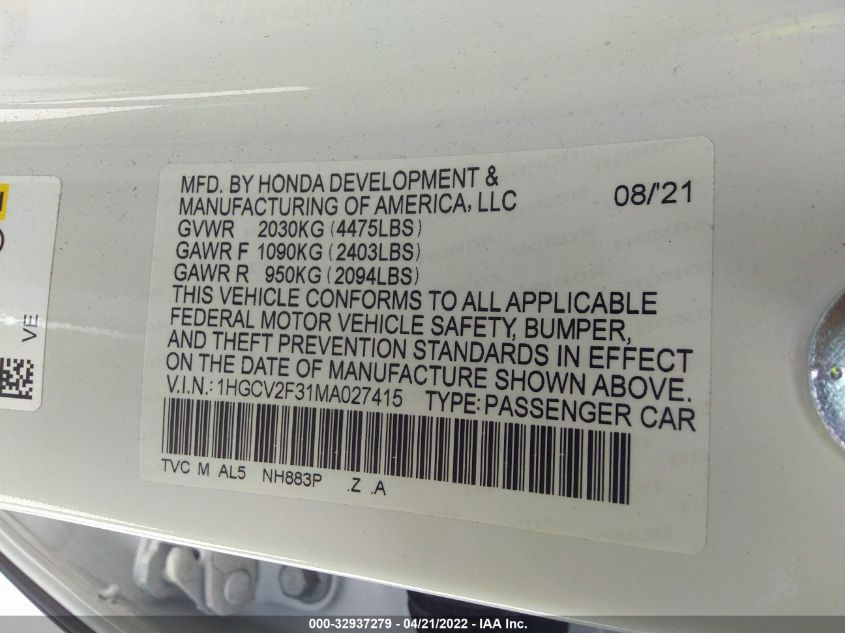 MFD. BY HONDA DEVELOPMENT &
MANUFACTURING OF AMERICA, LLC 08/'21
GVWR 2030KG (4475LBS)
GAWR F 1090KG (2403LBS)
GAWR R 950KG (2094LBS)
THIS VEHICLE CONFORMS TO ALL APPLICABLE
FEDERAL MOTOR VEHICLE SAFETY, BUMPER,
AND THEFT PREVENTION STANDARDS IN EFFECT
ON THE DATE OF MANUFACTURE SHOWN ABOVE.
V.I.N.: 1HGCV2F31MA027415 TYPE: PASSENGER CAR
TVC M AL5 NH883P .Z .A
VE
000-32937279 - 04/21/2022 - IAA Inc.